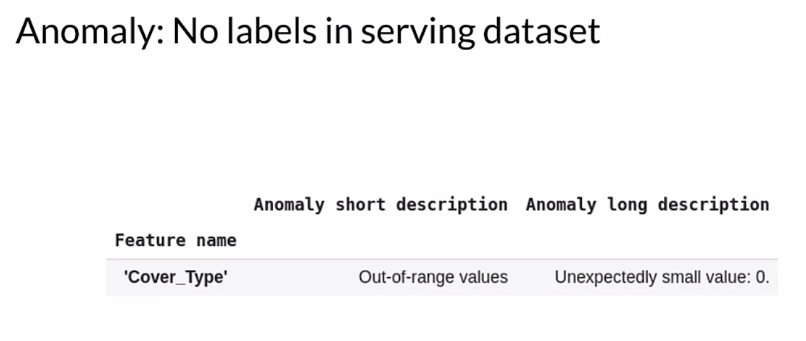 Anomaly: No labels in serving dataset
Anomaly short description Anomaly long description
Feature name
'Cover_Type' Out-of-range values Unexpectedly small value: 0.